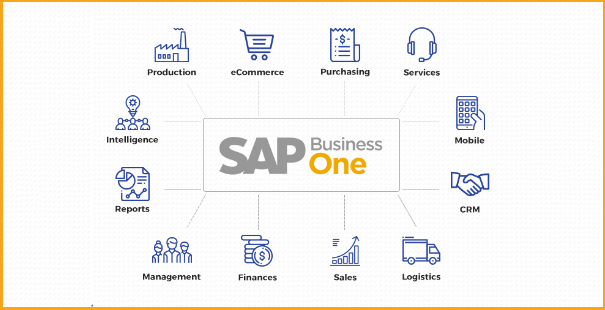 Production
eCommerce
Purchasing
Services
Intelligence
Mobile
SAP Business One
Reports
CRM
Management
Finances
Sales
Logistics